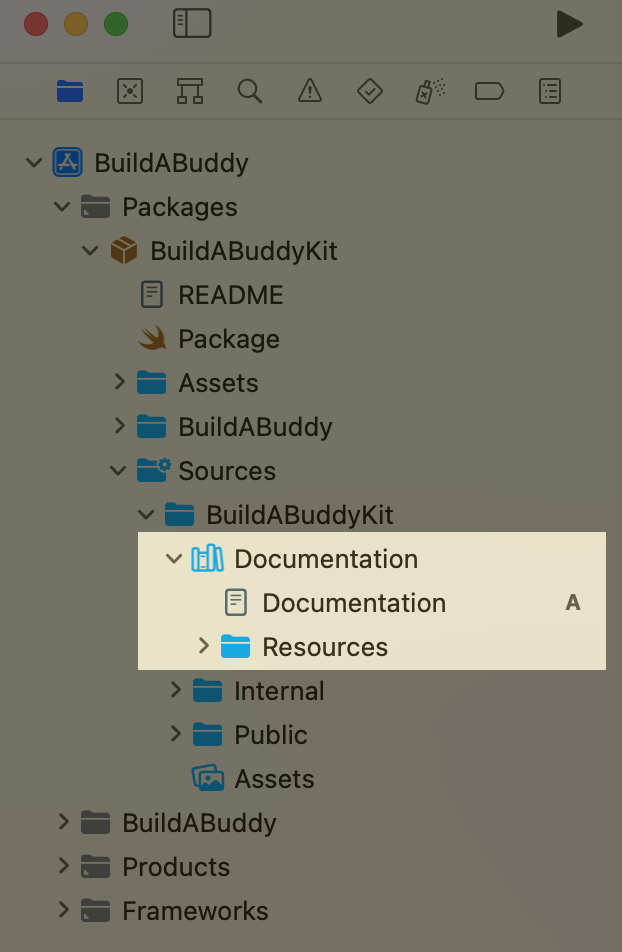 BuildABuddy
Packages
BuildABuddyKit
README
Package
Assets
BuildABuddy
Sources
BuildABuddyKit
Documentation
Documentation A
Resources
Internal
Public
Assets
BuildABuddy
Products
Frameworks